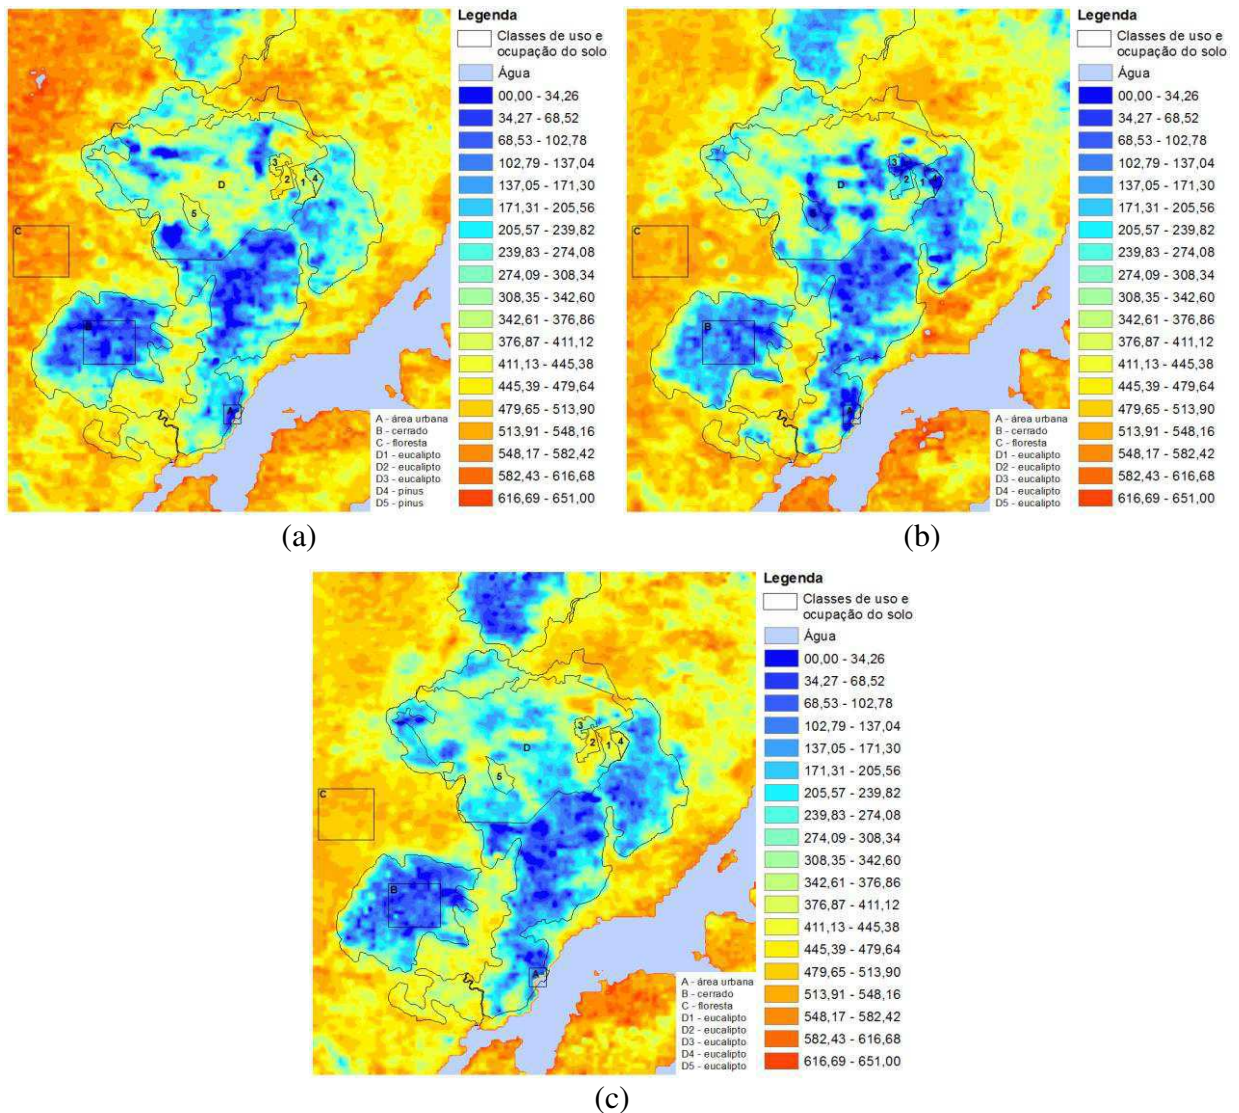 Legenda
Classes de uso e
ocupação do solo
Água
00,00 - 34,26
34,27 - 68,52
68,53 - 102,78
102,79 - 137,04
137,05 - 171,30
171,31 - 205,56
205,57 - 239,82
239,83 - 274,08
274,09 - 308,34
308,35 - 342,60
342,61 - 376,86
376,87 - 411,12
411,13 - 445,38
445,39 - 479,64
479,65 - 513,90
513,91 - 548,16
548,17 - 582,42
582,43 - 616,68
616,69 - 651,00
3
2
1
4
D
5
C
B
A
A - área urbana
B - cerrado
C - floresta
D1 - eucalipto
D2 - eucalipto
D3 - eucalipto
D4 - pinus
D5 - pinus
(a)
Legenda
Classes de uso e
ocupação do solo
Água
00,00 - 34,26
34,27 - 68,52
68,53 - 102,78
102,79 - 137,04
137,05 - 171,30
171,31 - 205,56
205,57 - 239,82
239,83 - 274,08
274,09 - 308,34
308,35 - 342,60
342,61 - 376,86
376,87 - 411,12
411,13 - 445,38
445,39 - 479,64
479,65 - 513,90
513,91 - 548,16
548,17 - 582,42
582,43 - 616,68
616,69 - 651,00
3
2
1
D
C
B
A
A - área urbana
B - cerrado
C - floresta
D1 - eucalipto
D2 - eucalipto
D3 - eucalipto
D4 - eucalipto
D5 - eucalipto
(b)
Legenda
Classes de uso e
ocupação do solo
Água
00,00 - 34,26
34,27 - 68,52
68,53 - 102,78
102,79 - 137,04
137,05 - 171,30
171,31 - 205,56
205,57 - 239,82
239,83 - 274,08
274,09 - 308,34
308,35 - 342,60
342,61 - 376,86
376,87 - 411,12
411,13 - 445,38
445,39 - 479,64
479,65 - 513,90
513,91 - 548,16
548,17 - 582,42
582,43 - 616,68
616,69 - 651,00
3
2
1
4
D
5
C
B
A
A - área urbana
B - cerrado
C - floresta
D1 - eucalipto
D2 - eucalipto
D3 - eucalipto
D4 - eucalipto
D5 - eucalipto
(c)